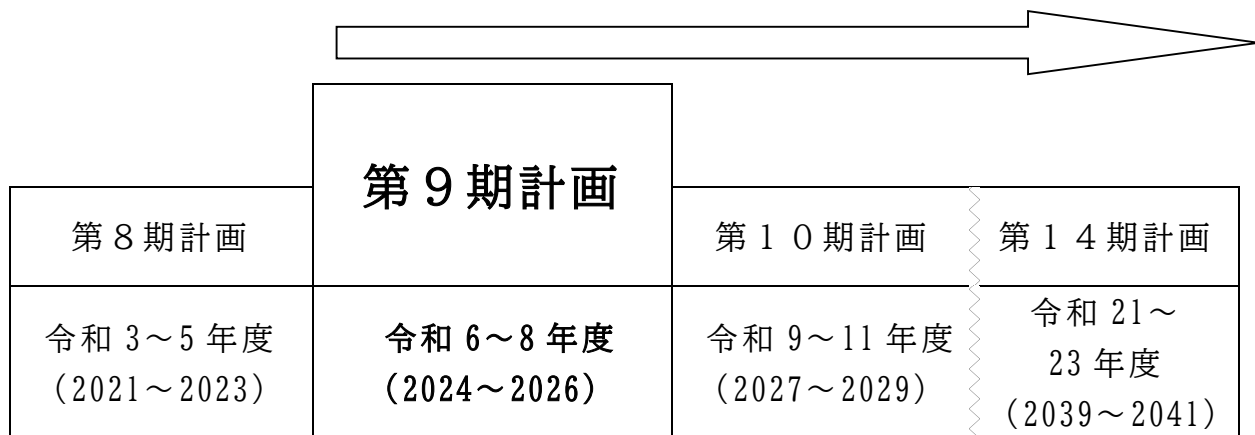 第８期計画
第９期計画
第１０期計画
第１４期計画
令和 3～5 年度
（2021～2023）
令和 6～8 年度
（2024～2026）
令和 9～11 年度
（2027～2029）
令和 21～
23 年度
（2039～2041）